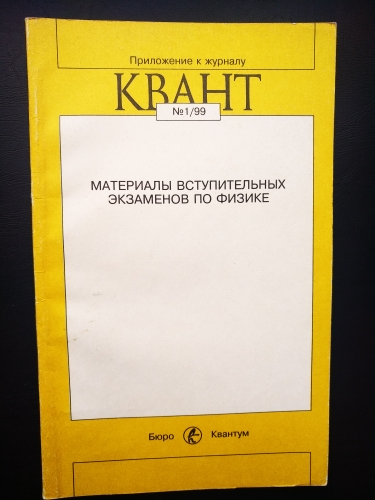 Приложение к журналу
КВАНТ
№1/99
МАТЕРИАЛЫ ВСТУПИТЕЛЬНЫХ
ЭКЗАМЕНОВ ПО ФИЗИКЕ
Бюро Квантум